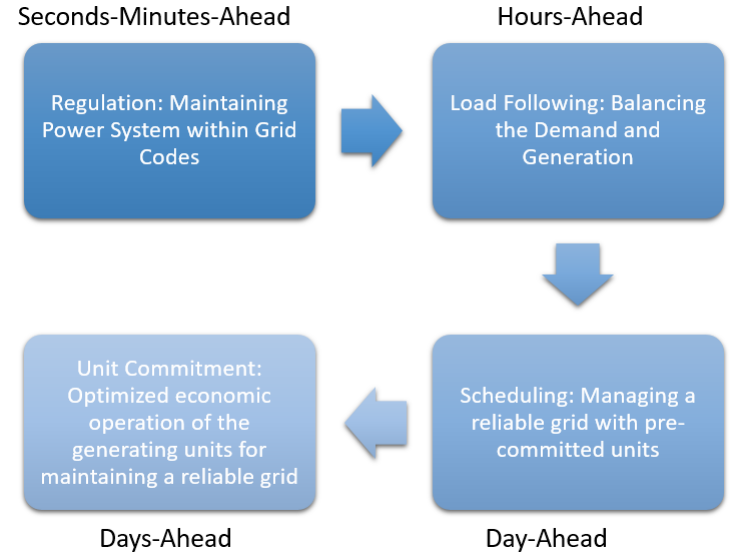 Seconds-Minutes-Ahead
Hours-Ahead
Regulation: Maintaining
Power System within Grid
Codes
Load Following: Balancing
the Demand and
Generation
Scheduling: Managing a
reliable grid with pre-
committed units
Day-Ahead
Unit Commitment:
Optimized economic
operation of the
generating units for
maintaining a reliable grid
Days-Ahead